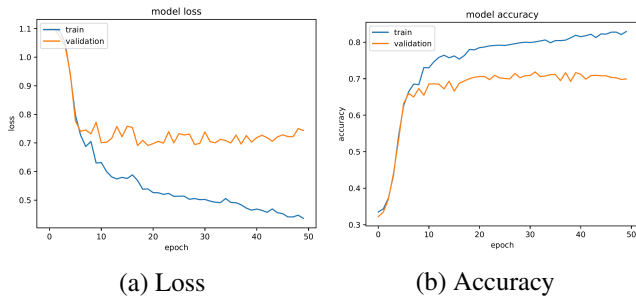 model loss
train
validation
1.1
1.0
0.9
0.8
0.7
0.6
0.5
loss
0 10 20 30 40 50
epoch
(a) Loss
model accuracy
train
validation
0.8
0.7
0.6
0.5
0.4
0.3
accuracy
0 10 20 30 40 50
epoch
(b) Accuracy